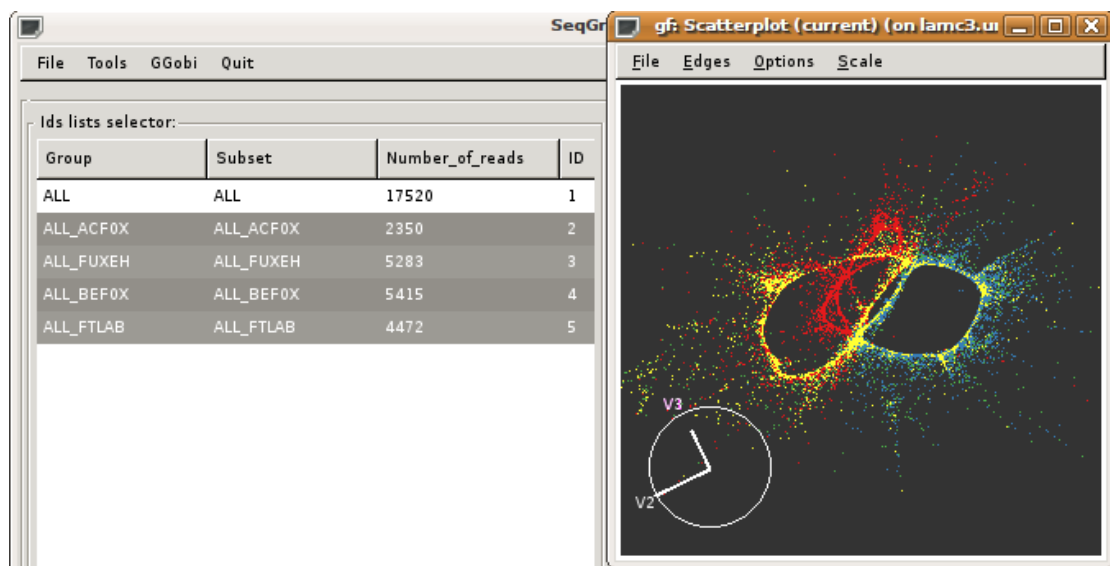 SeqGr
File Tools GGobi Quit
Ids lists selector:
Group Subset Number_of_reads ID
ALL ALL 17520 1
ALL_ACF0X ALL_ACF0X 2350 2
ALL_FUXEH ALL_FUXEH 5283 3
ALL_BEF0X ALL_BEF0X 5415 4
ALL_FTLAB ALL_FTLAB 4472 5
gf: Scatterplot (current) (on lamc3.u
File Edges Options Scale
V3
V2